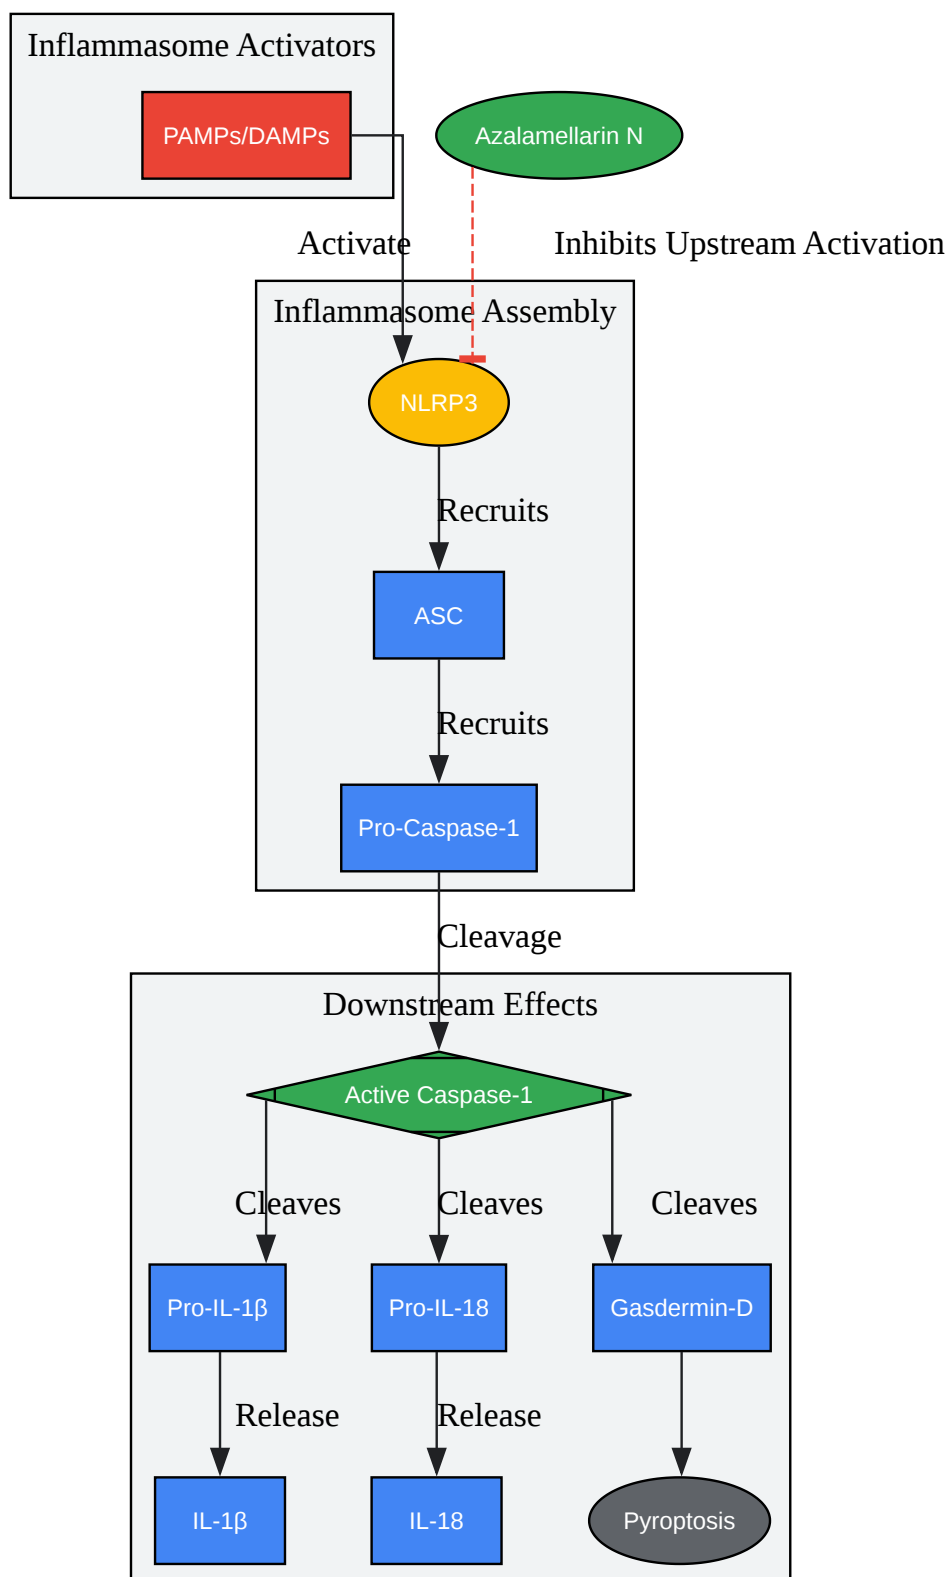 Inflammasome Activators
PAMPs/DAMPs
Azalamellarin N
Activate
Inhibits Upstream Activation
Inflammasome Assembly
NLRP3
Recruits
ASC
Recruits
Pro-Caspase-1
Cleavage
Downstream Effects
Active Caspase-1
Cleaves
Cleaves
Cleaves
Pro-IL-1β
Pro-IL-18
Gasdermin-D
Release
Release
IL-1β
IL-18
Pyroptosis